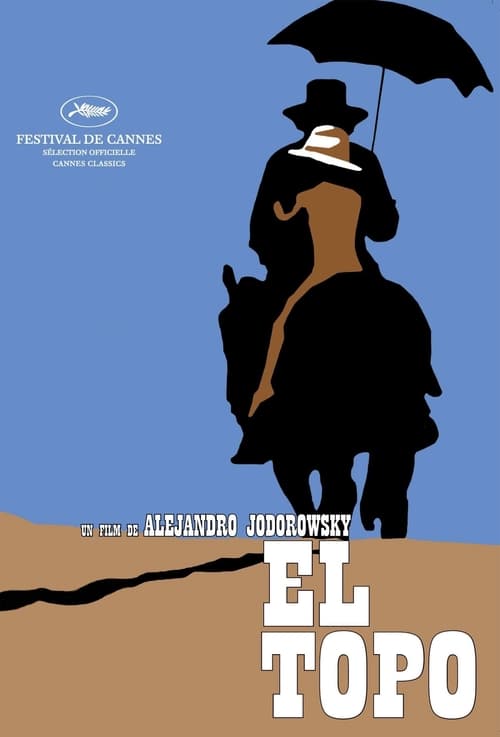 FESTIVAL DE CANNES
SÉLECTION OFFICIELLE
CANNES CLASSICS
UN FILM DE ALEJANDRO JODOROWSKY
EL
TOPO